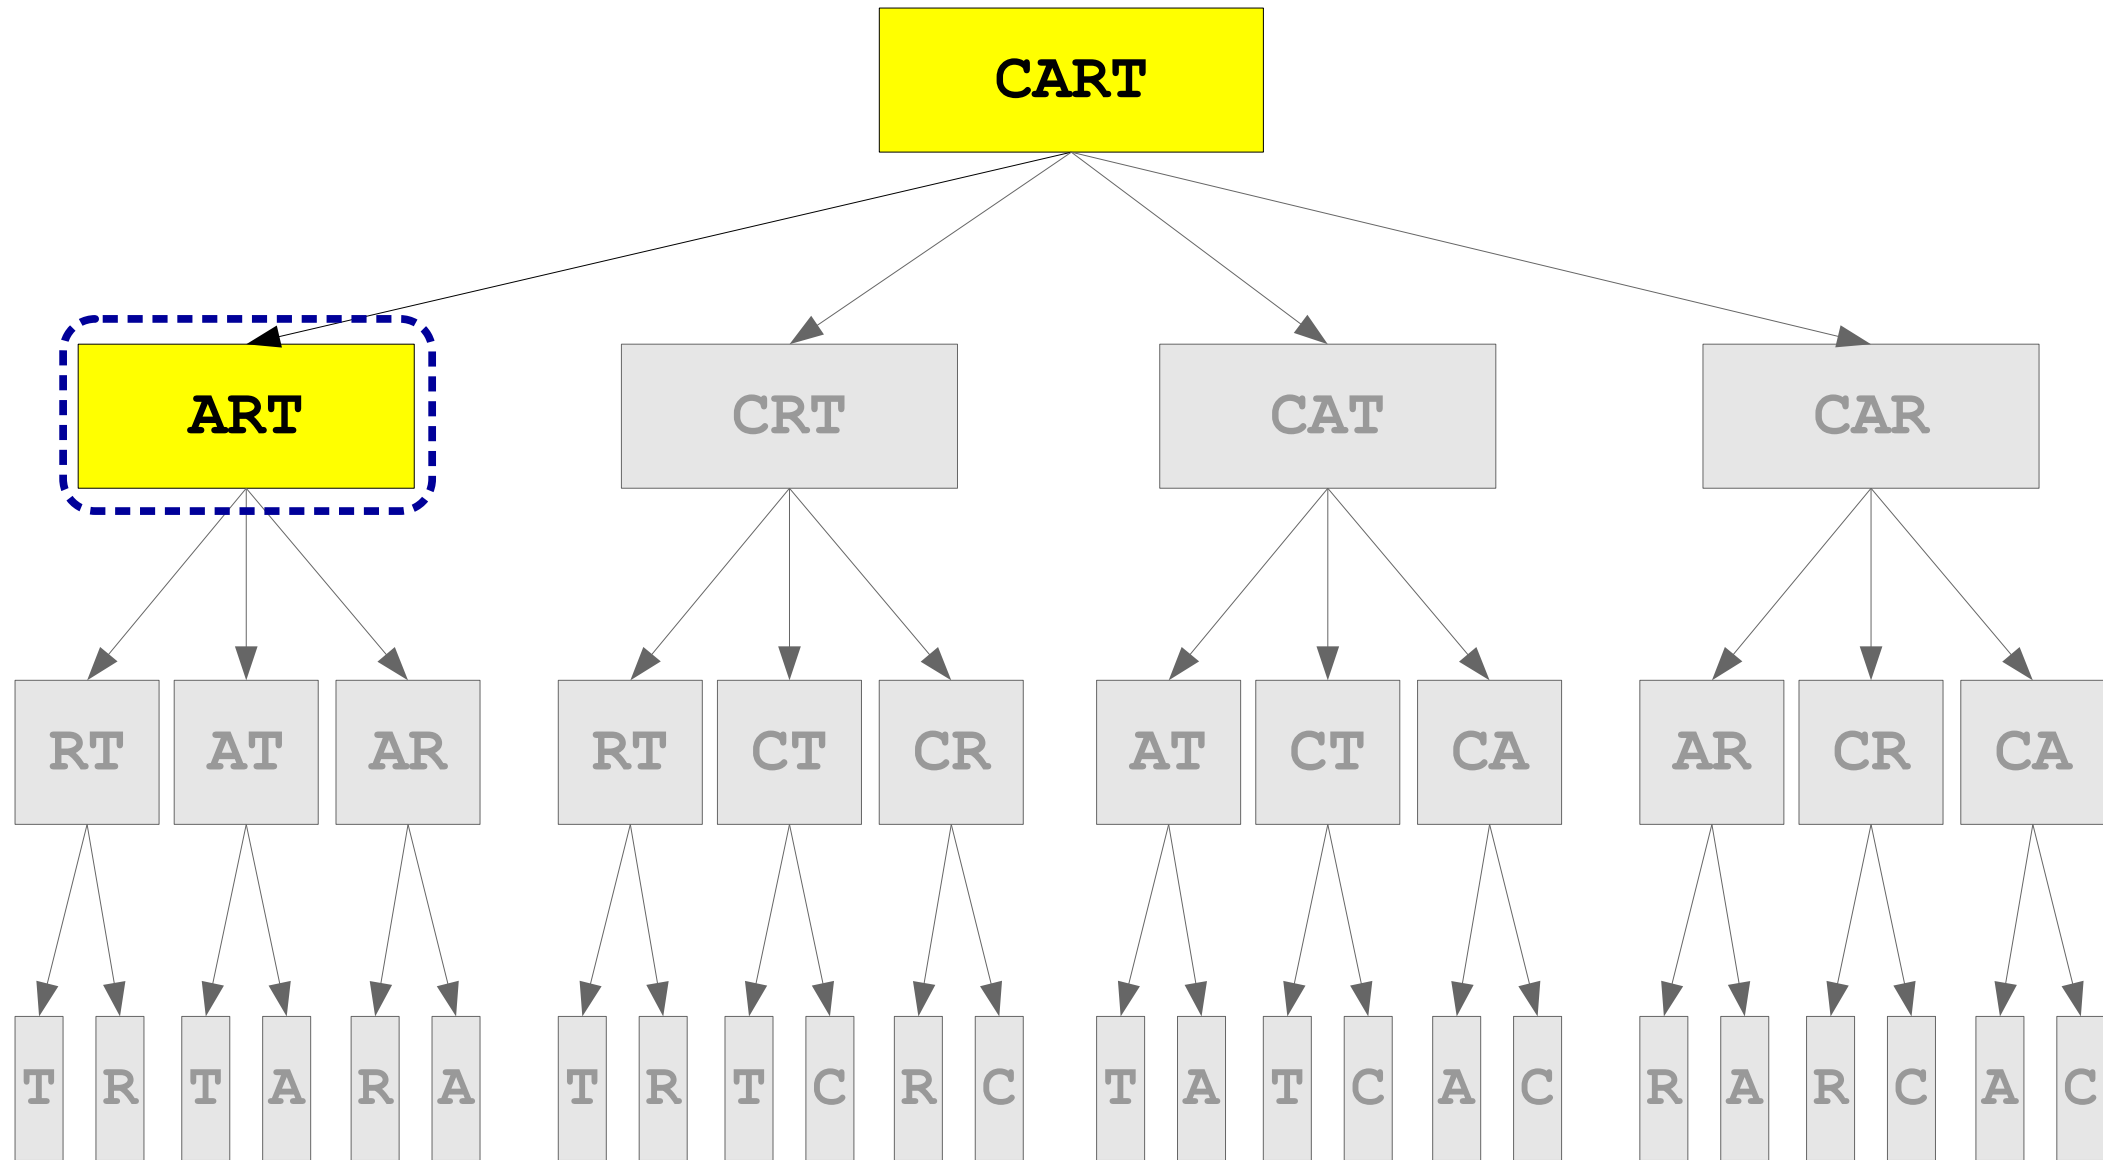 CART
ART CRT CAT CAR
RT AT AR RT CT CR AT CT CA AR CR CA
T R T A R A T R T C R C T A T C A C R A R C A C